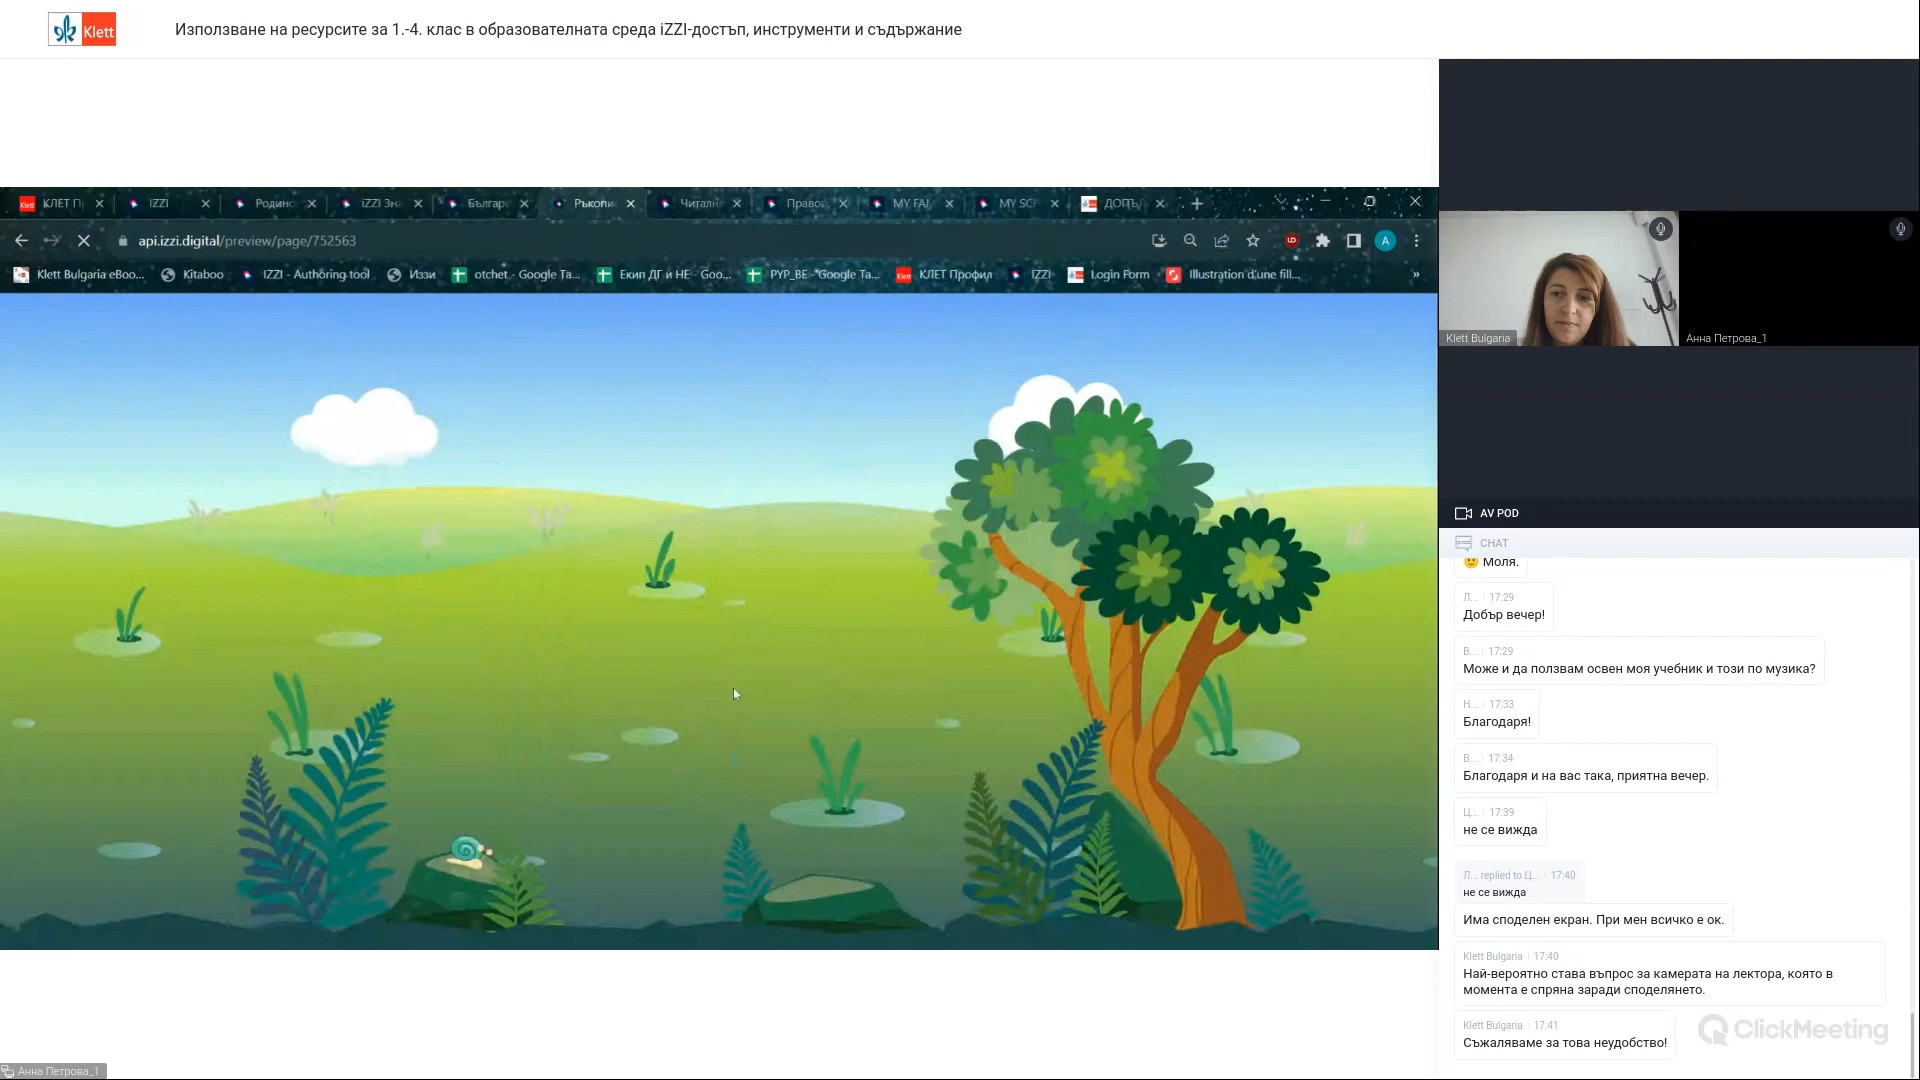 Klett
Използване на ресурсите за 1.-4. клас в образователната среда iZZI-достъп, инструменти и съдържание
КЛЕТ П
IZZI
Родино
iZZI Зна
Българс
Ръкопис
Читалн
Правог
MY FAM
MY SCH
ДОПЪЛ
api.izzi.digital/preview/page/752563
A
Klett Bulgaria eBoo...
Kitaboo
IZZI - Authoring tool
Иззи
otchet - Google Ta...
Екип ДГ и НЕ - Goo...
PYP_BE - Google Ta...
КЛЕТ Профил
IZZI
Login Form
Illustration d'une fill...
»
Klett Bulgaria
Анна Петрова_1
AV POD
CHAT
Моля.
Л... 17:29
Добър вечер!
В... 17:29
Може и да ползвам освен моя учебник и този по музика?
Н... 17:33
Благодаря!
В... 17:34
Благодаря и на вас така, приятна вечер.
Ц... 17:39
не се вижда
Л... replied to Ц... 17:40
не се вижда
Има споделен екран. При мен всичко е ок.
Klett Bulgaria 17:40
Най-вероятно става въпрос за камерата на лектора, която в
момента е спряна заради споделянето.
Klett Bulgaria 17:41
Съжаляваме за това неудобство!
ClickMeeting
Анна Петрова_1